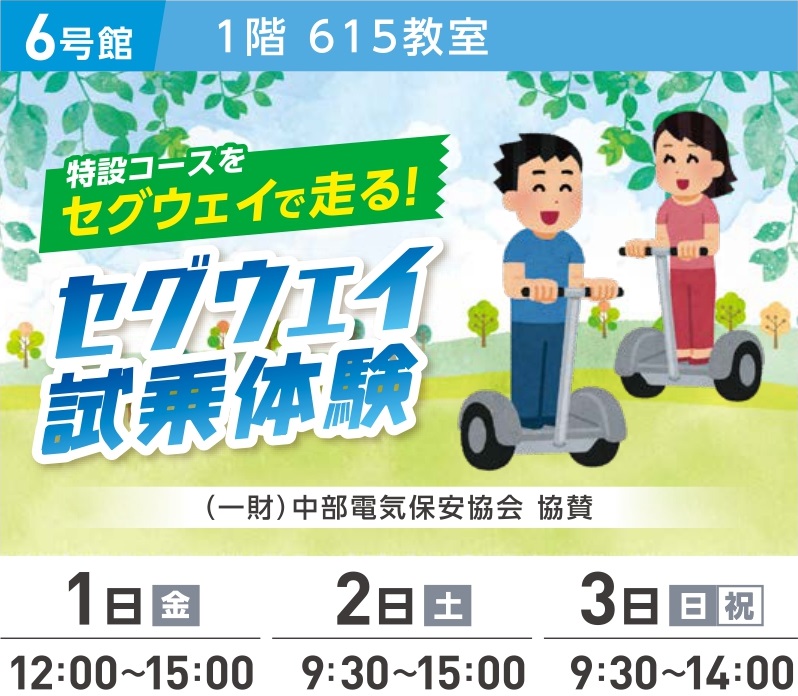 6号館
1階 615教室
特設コースを
セグウェイで走る!
セグウェイ
試乗体験
(一財)中部電気保安協会 協賛
1日 金
12:00〜15:00
2日 土
9:30〜15:00
3日 日 祝
9:30〜14:00